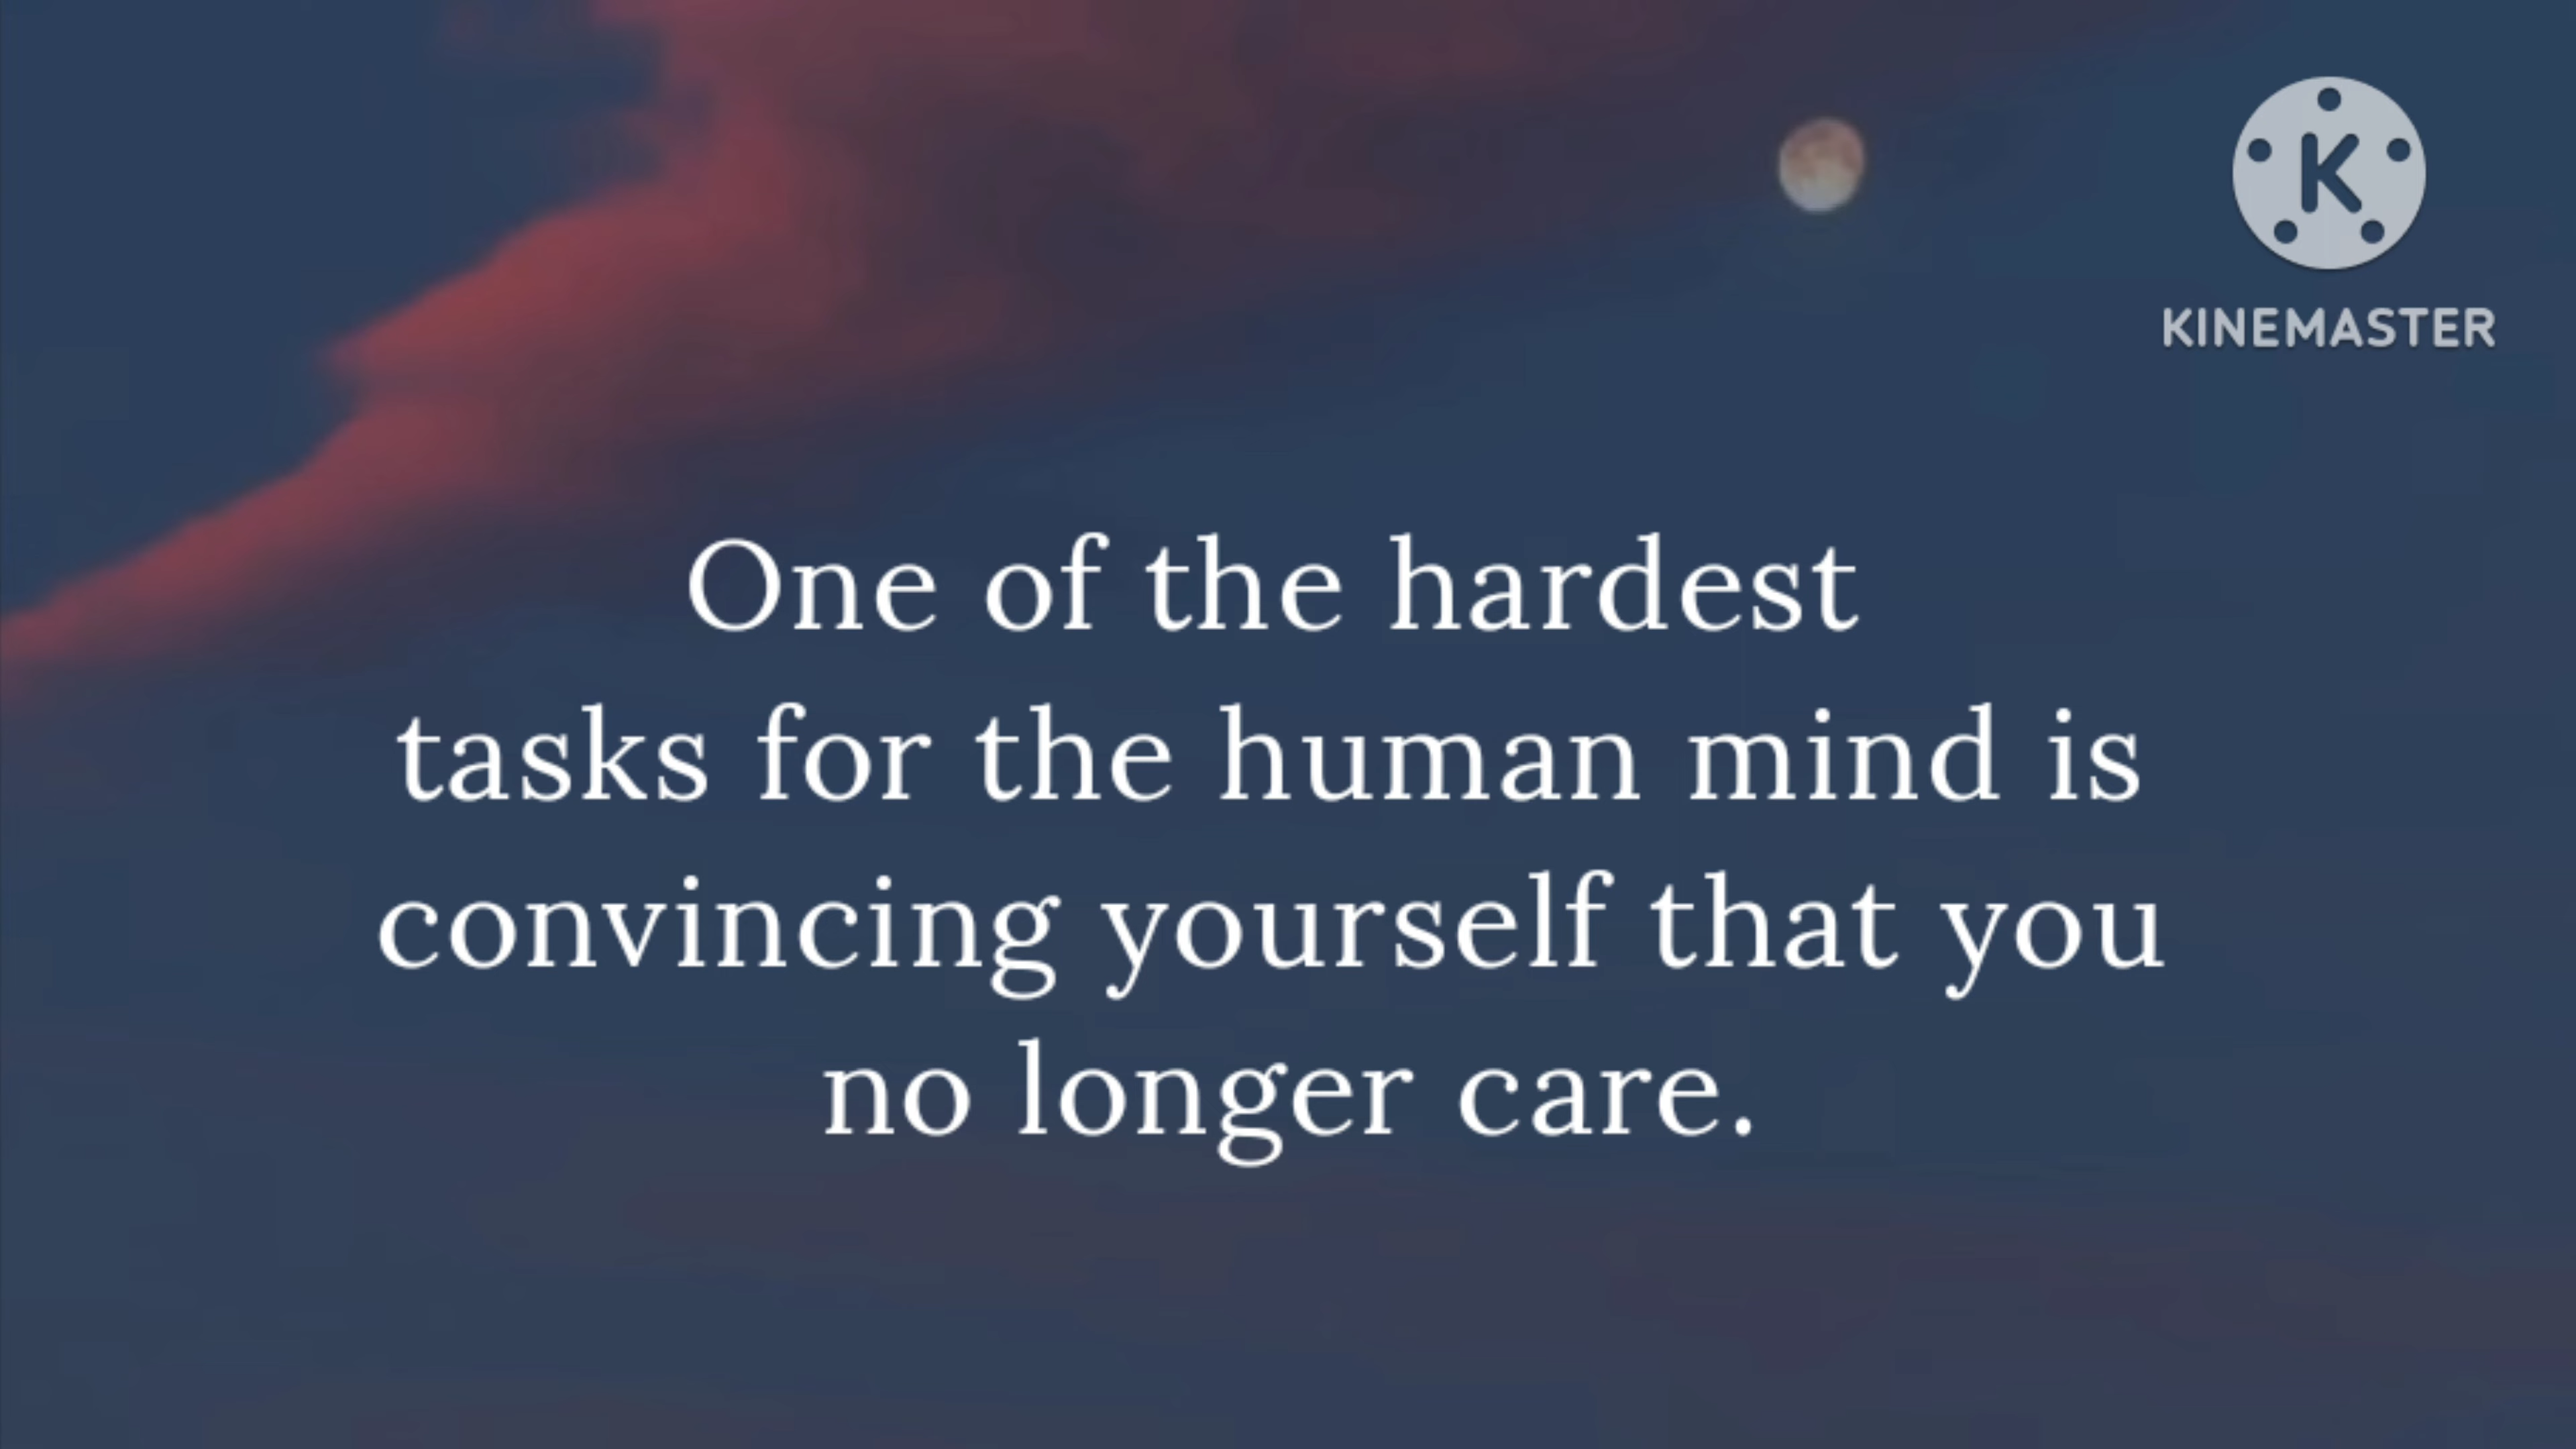 KINEMASTER
One of the hardest
tasks for the human mind is
convincing yourself that you
no longer care.